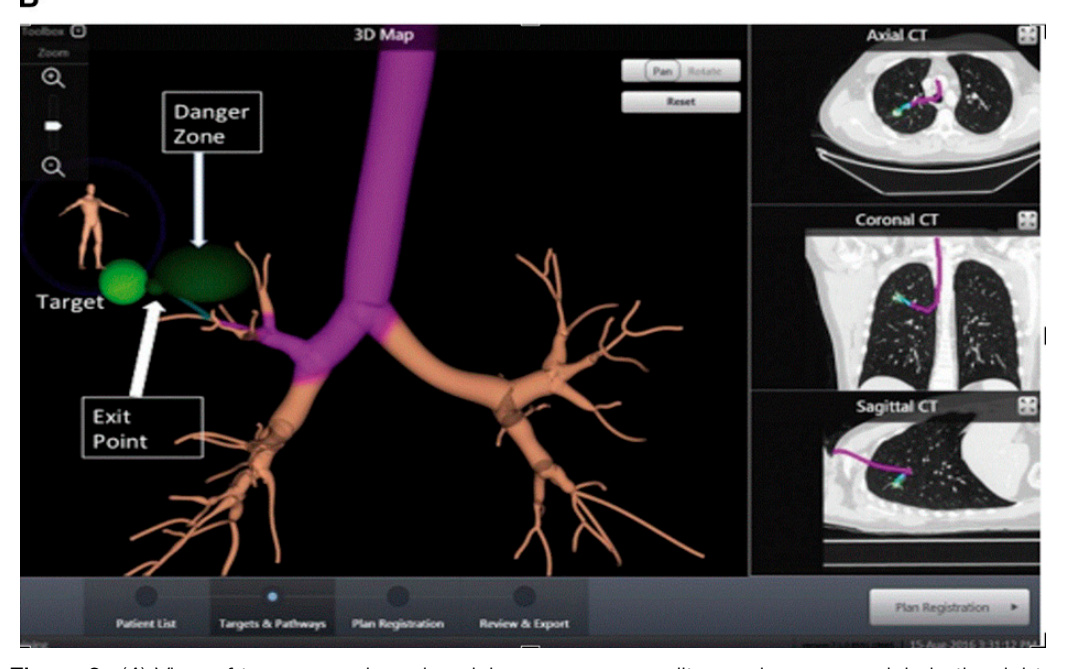 B
Toolbox
3D Map
Axial CT
Zoom
Pan Rotate
Reset
Danger
Zone
Coronal CT
Target
Exit
Point
Sagittal CT
Patient List
Targets & Pathways
Plan Registration
Review & Export
Plan Registration
15-Aug 2016 3:31:12 PM